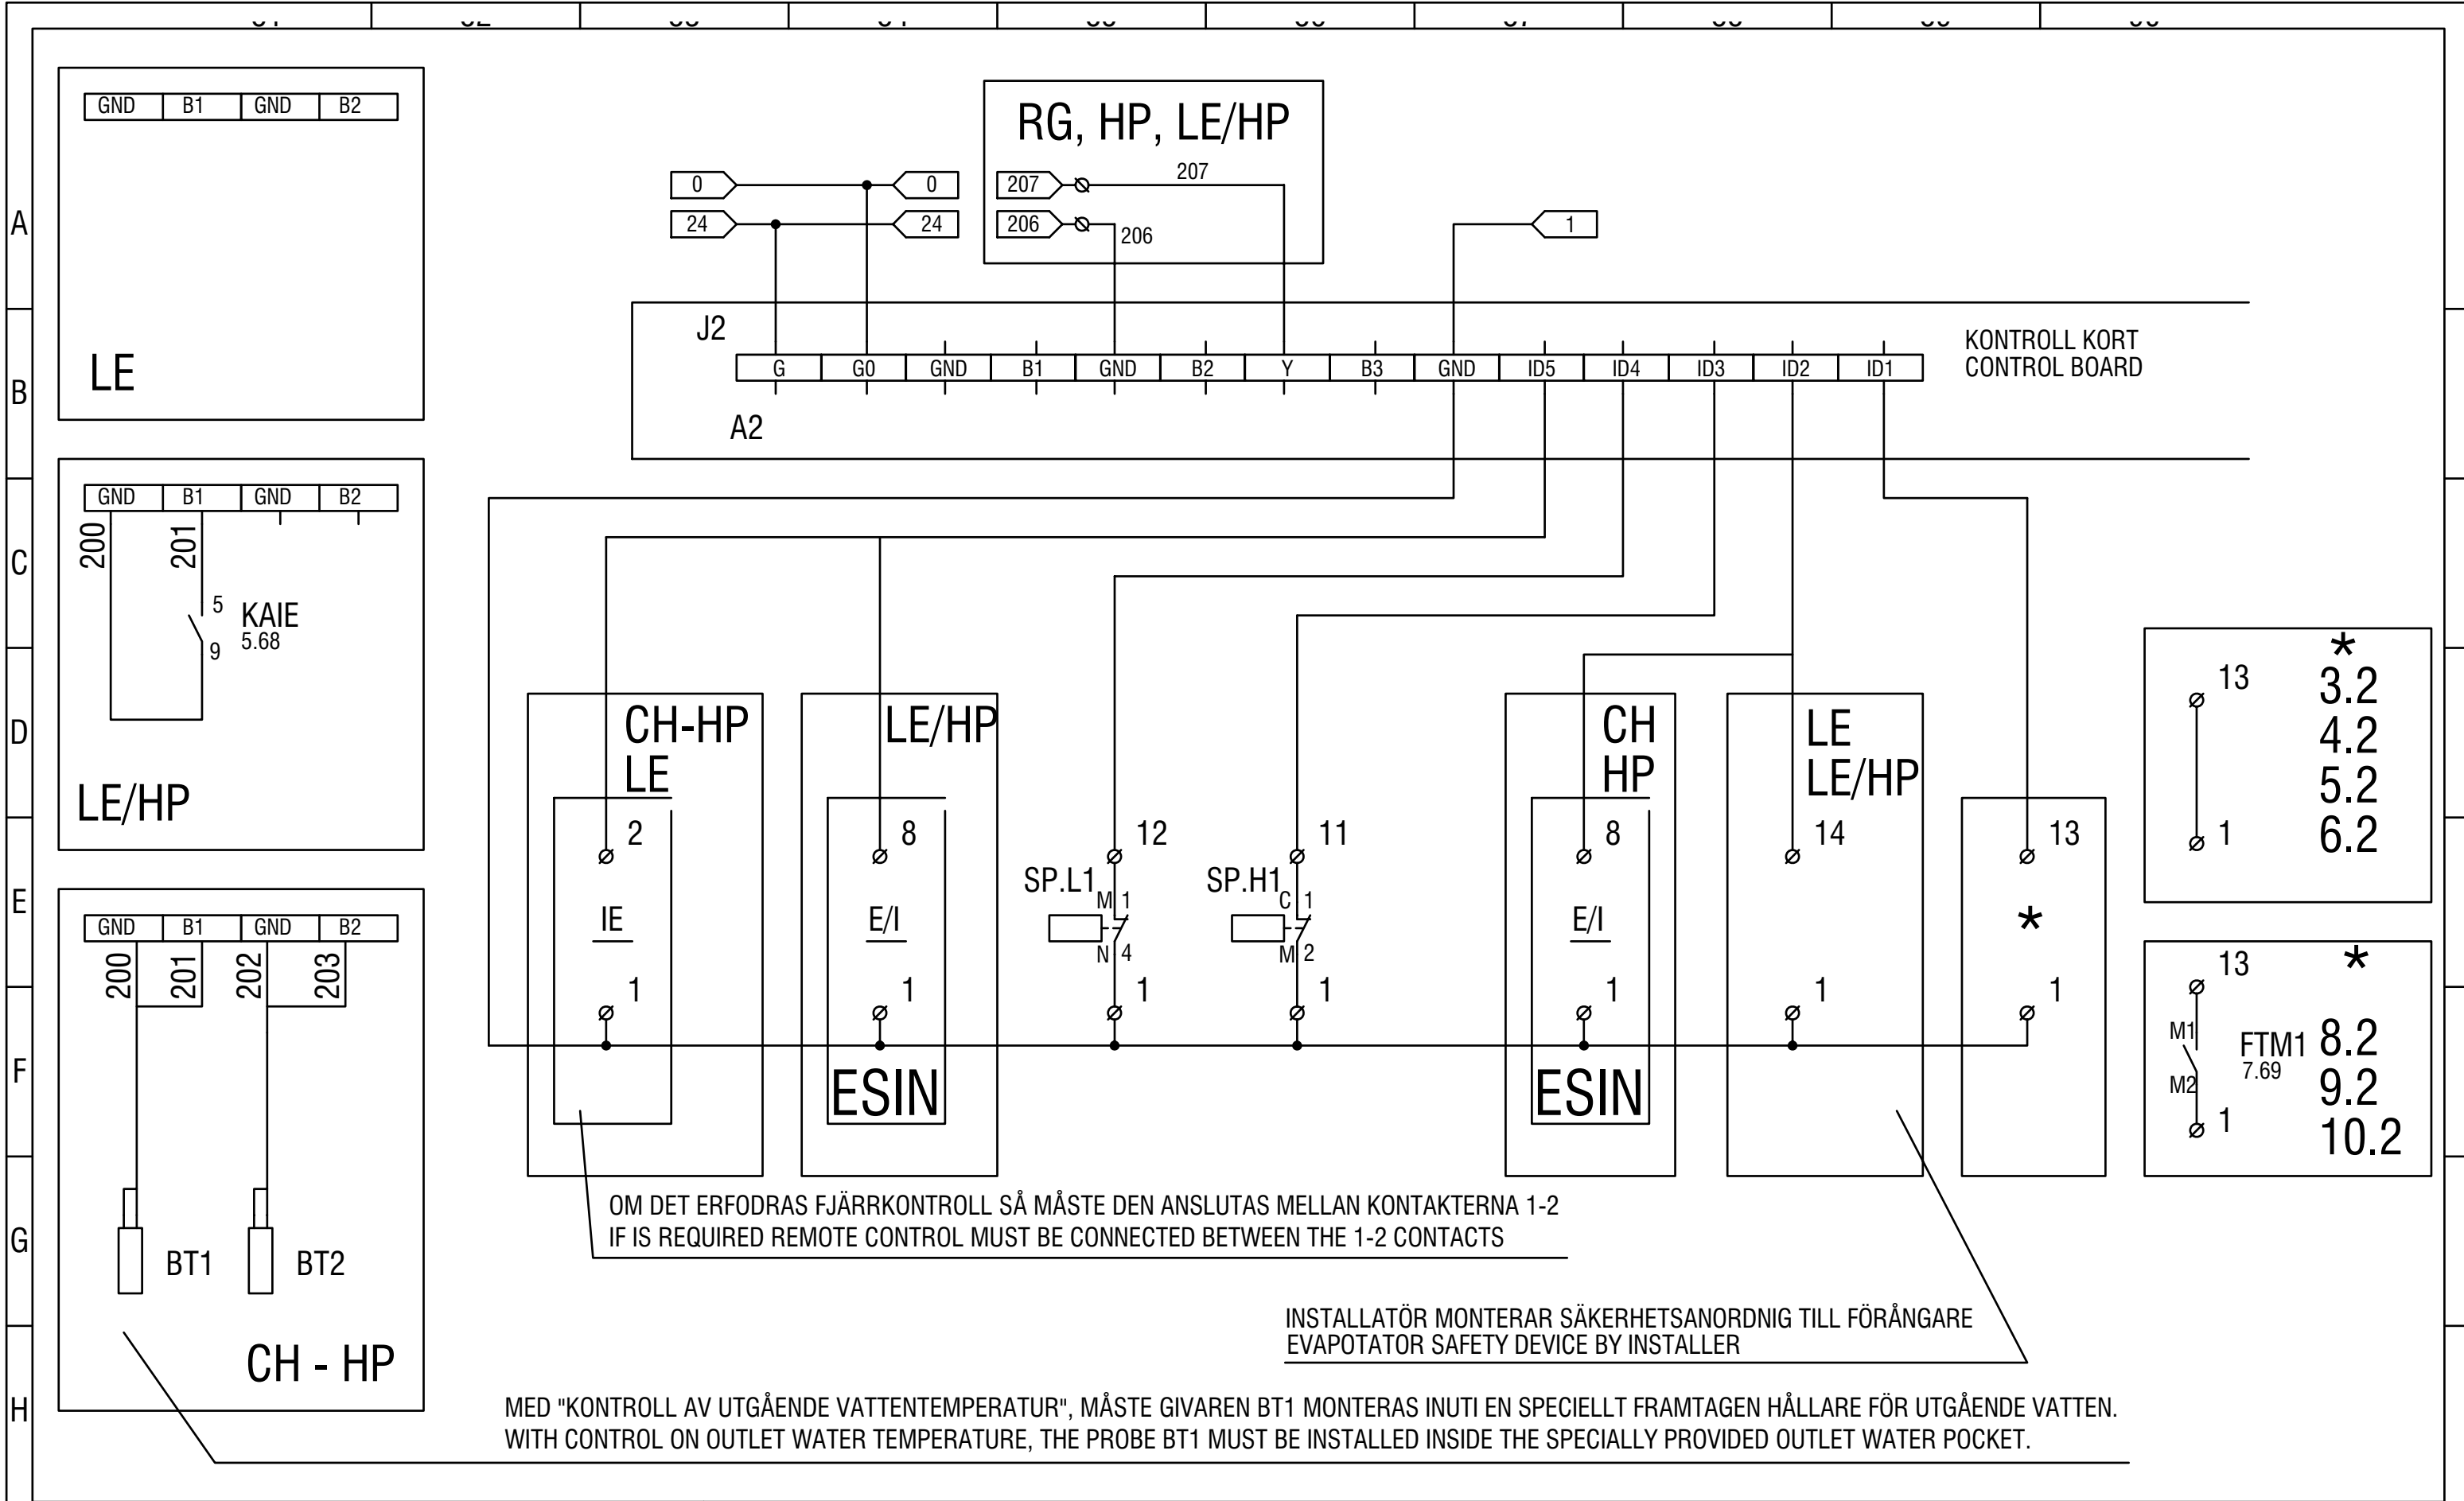 GND B1 GND B2
LE
RG, HP, LE/HP
0 0 207 207
24 24 206 206 1
J2
G G0 GND B1 GND B2 Y B3 GND ID5 ID4 ID3 ID2 ID1
A2
KONTROLL KORT
CONTROL BOARD
A
B
C
D
E
F
G
H
GND B1 GND B2
200 201
5
KAIE
5.68
9
LE/HP
GND B1 GND B2
200 201 202 203
BT1 BT2
CH - HP
CH-HP
LE
2
IE
1
LE/HP
8
E/I
1
ESIN
12
SP.L1
M 1
N 4
1
11
SP.H1
C 1
M 2
1
CH
HP
8
E/I
1
ESIN
LE
LE/HP
14
1
13
*
1
*
13 3.2
4.2
5.2
1 6.2
13 *
M1
FTM1 8.2
7.69
M2 9.2
1 10.2
OM DET ERFODRAS FJÄRRKONTROLL SÅ MÅSTE DEN ANSLUTAS MELLAN KONTAKTERNA 1-2
IF IS REQUIRED REMOTE CONTROL MUST BE CONNECTED BETWEEN THE 1-2 CONTACTS
INSTALLATÖR MONTERAR SÄKERHETSANORDNIG TILL FÖRÅNGARE
EVAPOTATOR SAFETY DEVICE BY INSTALLER
MED "KONTROLL AV UTGÅENDE VATTENTEMPERATUR", MÅSTE GIVAREN BT1 MONTERAS INUTI EN SPECIELLT FRAMTAGEN HÅLLARE FÖR UTGÅENDE VATTEN.
WITH CONTROL ON OUTLET WATER TEMPERATURE, THE PROBE BT1 MUST BE INSTALLED INSIDE THE SPECIALLY PROVIDED OUTLET WATER POCKET.